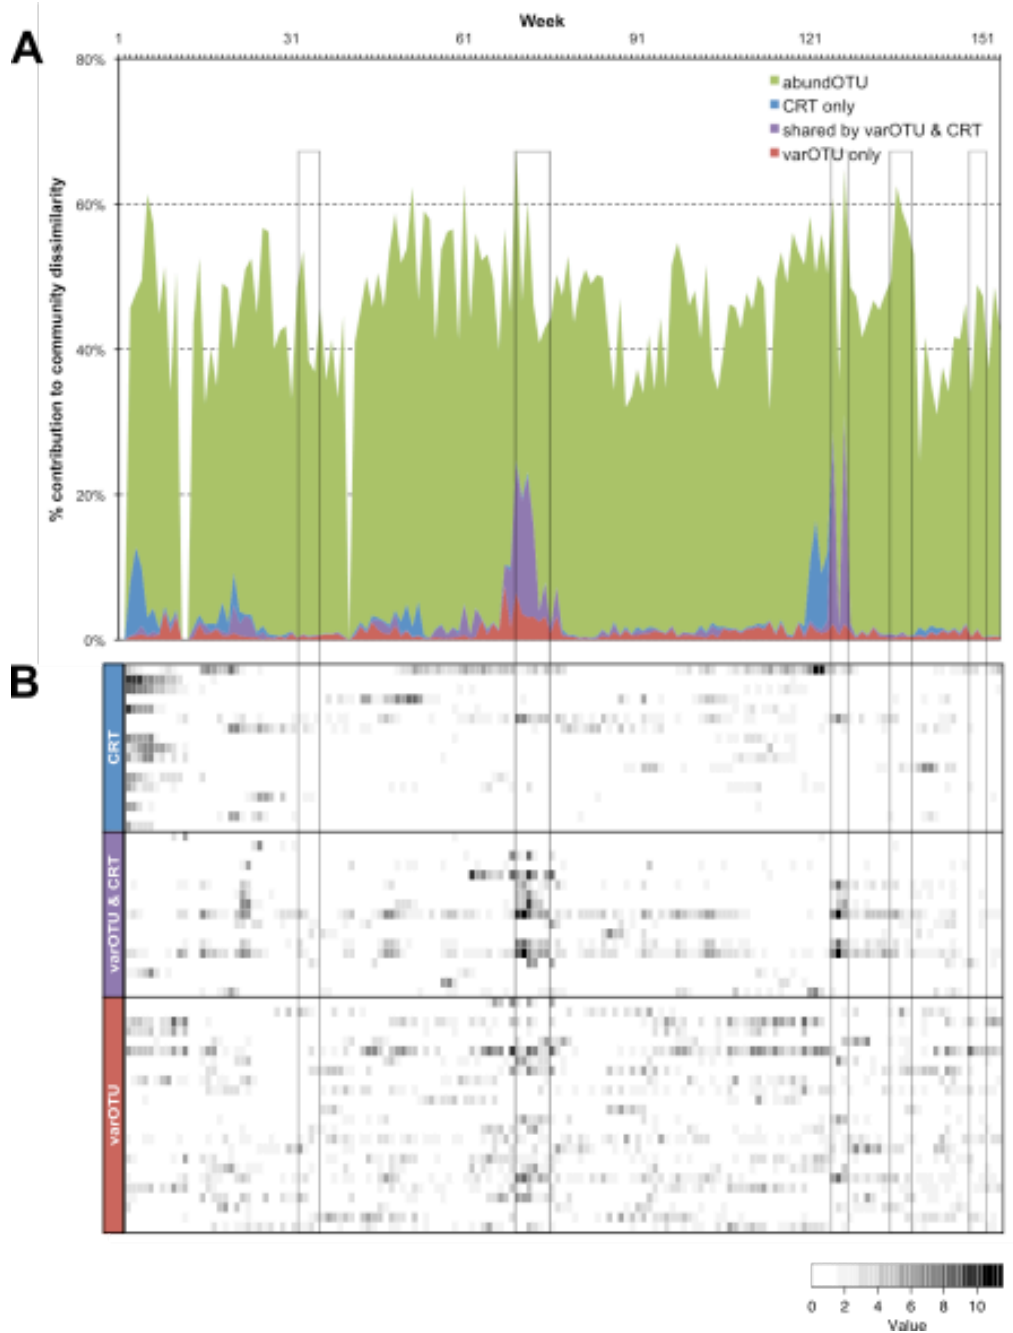 A
Week
1 31 61 91 121 151
80%
abundOTU
CRT only
shared by varOTU & CRT
varOTU only
60%
40%
20%
0%
% contribution to community dissimilarity
B
CRT
varOTU & CRT
varOTU
0 2 4 6 8 10
Value